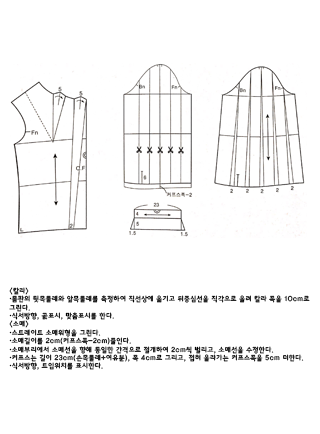 5
5
Fn
C.F
2
Bn
Fn
8
커프스폭-2
23
4
5
1.5
1.5
Bn
Fn
2
2
2
2
2
<칼라>
·몸판의 뒷목둘레와 앞목둘레를 측정하여 직선상에 옮기고 뒤중심선을 직각으로 올려 칼라 폭을 10cm로
그린다.
·식서방향, 골표시, 맞춤표시를 한다.
<소매>
·스트레이트 소매원형을 그린다.
·소매길이를 2cm(커프스폭-2cm)줄인다.
·소매부리에서 소매선을 향해 동일한 간격으로 절개하여 2cm씩 벌리고, 소매선을 수정한다.
·커프스는 길이 23cm(손목둘레+여유분), 폭 4cm로 그리고, 접혀 올라가는 커프스폭을 5cm 더한다.
·식서방향, 트임위치를 표시한다.